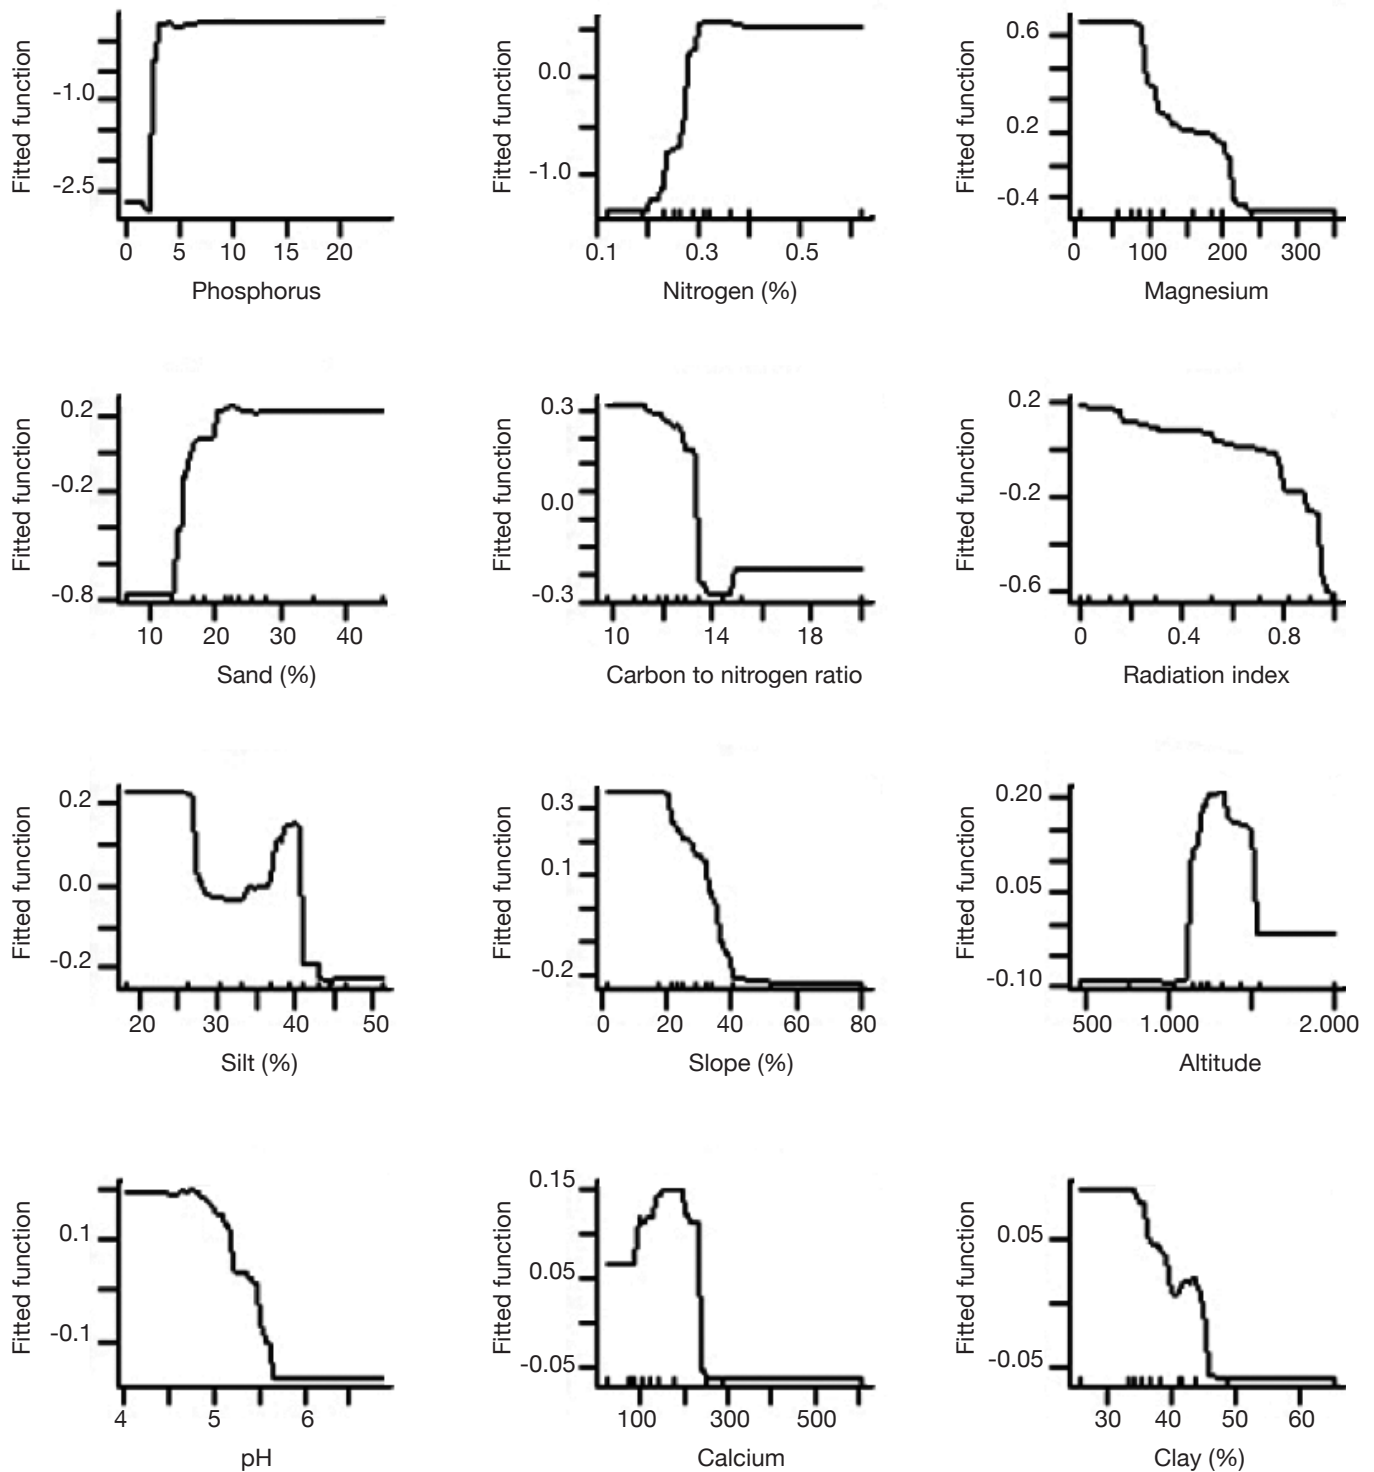 Fitted function
-1.0
-2.5
0 5 10 15 20
Phosphorus
Fitted function
0.0
-1.0
0.1 0.3 0.5
Nitrogen (%)
Fitted function
0.6
0.2
-0.4
0 100 200 300
Magnesium
Fitted function
0.2
-0.2
-0.8
10 20 30 40
Sand (%)
Fitted function
0.3
0.0
-0.3
10 14 18
Carbon to nitrogen ratio
Fitted function
0.2
-0.2
-0.6
0 0.4 0.8
Radiation index
Fitted function
0.2
0.0
-0.2
20 30 40 50
Silt (%)
Fitted function
0.3
0.1
-0.2
0 20 40 60 80
Slope (%)
Fitted function
0.20
0.05
-0.10
500 1.000 2.000
Altitude
Fitted function
0.1
-0.1
4 5 6
pH
Fitted function
0.15
0.05
-0.05
100 300 500
Calcium
Fitted function
0.05
-0.05
30 40 50 60
Clay (%)